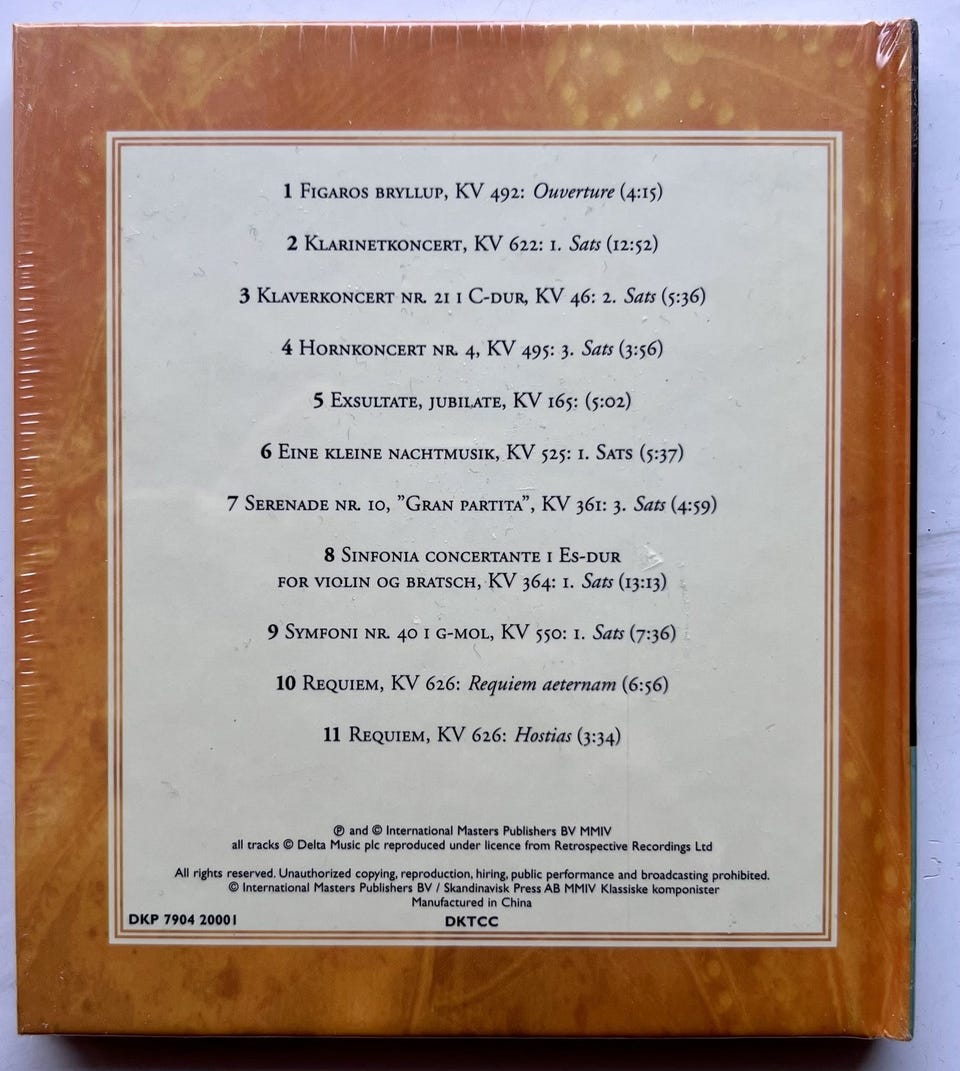 1 Figaros bryllup, KV 492: Ouverture (4:15)
2 Klarinetkoncert, KV 622: 1. Sats (12:52)
3 Klaverkoncert nr. 21 i C-dur, KV 46: 2. Sats (5:36)
4 Hornkoncert nr. 4, KV 495: 3. Sats (3:56)
5 Exsultate, jubilate, KV 165: (5:02)
6 Eine kleine nachtmusik, KV 525: 1. Sats (5:37)
7 Serenade nr. 10, ”Gran partita”, KV 361: 3. Sats (4:59)
8 Sinfonia concertante i Es-dur
for violin og bratsch, KV 364: 1. Sats (13:13)
9 Symfoni nr. 40 i g-mol, KV 550: 1. Sats (7:36)
10 Requiem, KV 626: Requiem aeternam (6:56)
11 Requiem, KV 626: Hostias (3:34)
℗ and © International Masters Publishers BV MMIV
all tracks © Delta Music plc reproduced under licence from Retrospective Recordings Ltd
All rights reserved. Unauthorized copying, reproduction, hiring, public performance and broadcasting prohibited.
© International Masters Publishers BV / Skandinavisk Press AB MMIV Klassiske komponister
Manufactured in China
DKP 7904 20001 DKTCC